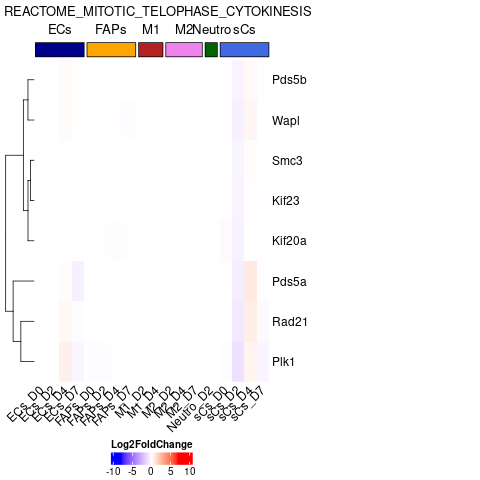 REACTOME_MITOTIC_TELOPHASE_CYTOKINESIS
ECs FAPs M1 M2 Neutro sCs
Pds5b
Wapl
Smc3
Kif23
Kif20a
Pds5a
Rad21
Plk1
ECs_D0 ECs_D2 ECs_D4 ECs_D7 FAPs_D0 FAPs_D2 FAPs_D4 FAPs_D7 M1_D2 M1_D4 M2_D2 M2_D4 M2_D7 Neutro_D2 sCs_D0 sCs_D2 sCs_D4 sCs_D7
Log2FoldChange
-10 -5 0 5 10